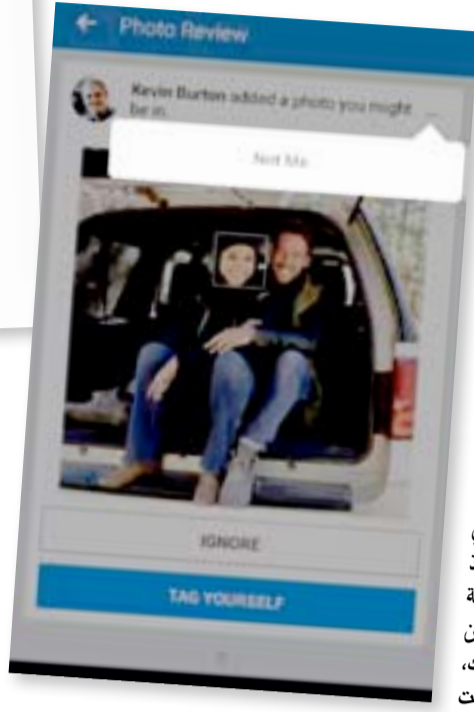 Photo Review
Kevin Burton added a photo you might
be in.
Not Me
IGNORE
TAG YOURSELF